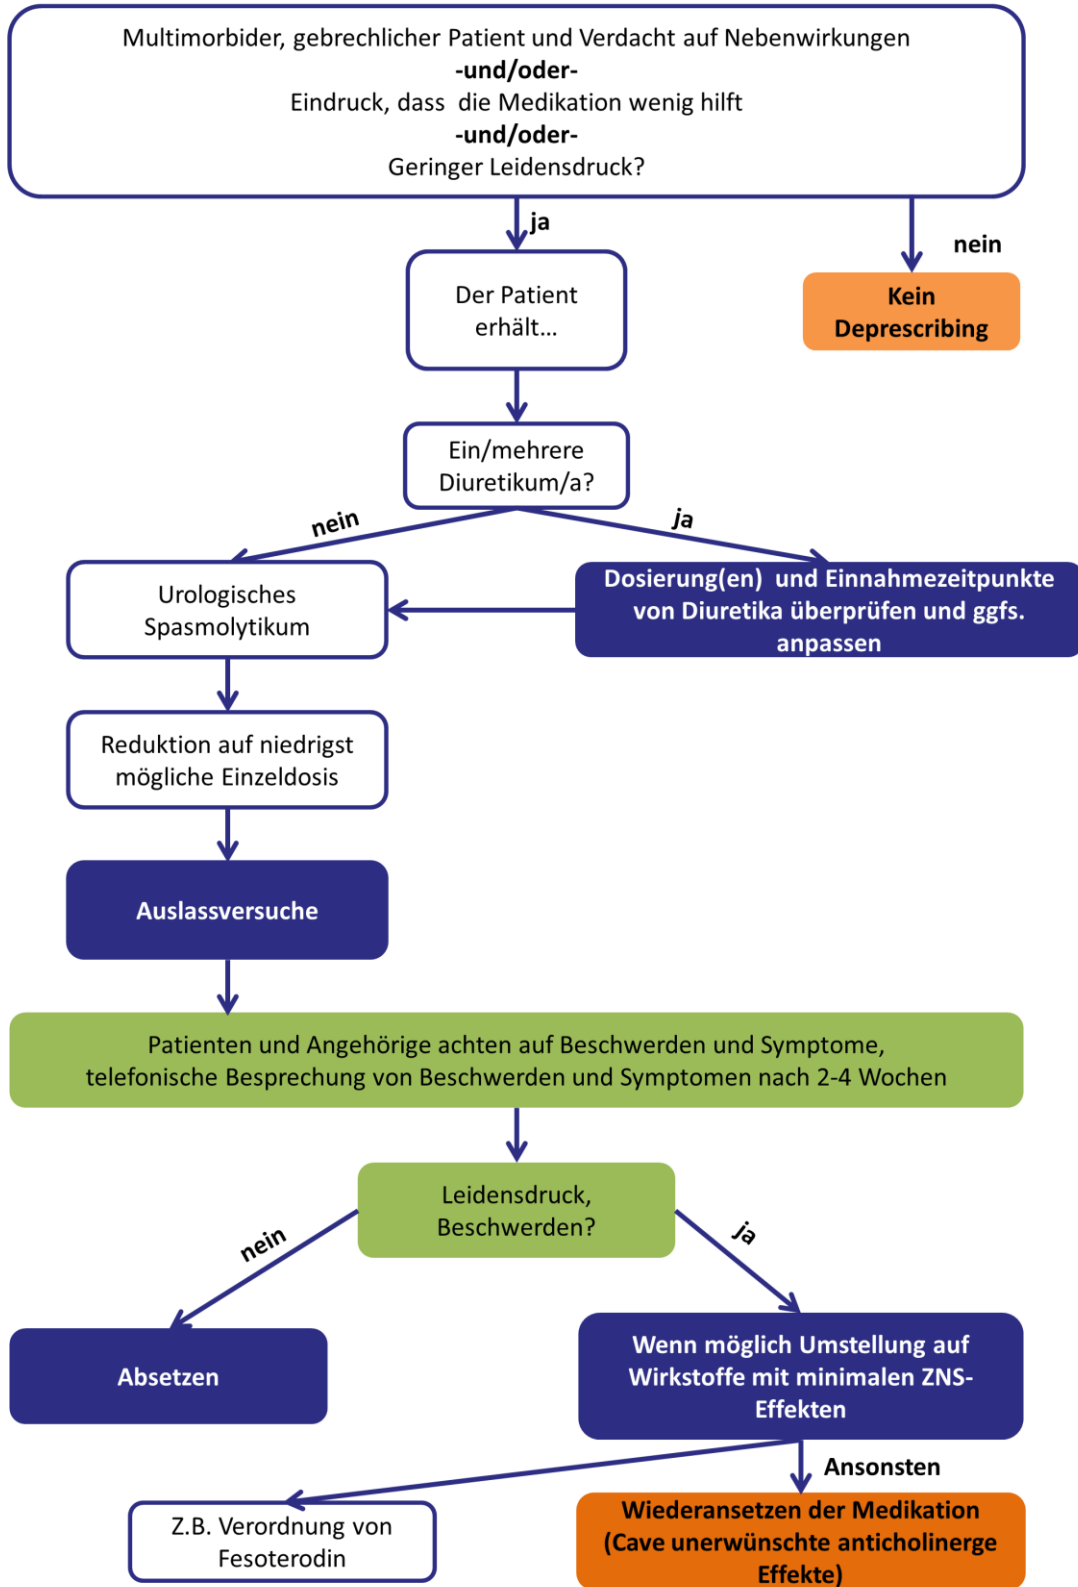 Multimorbider, gebrechlicher Patient und Verdacht auf Nebenwirkungen
-und/oder-
Eindruck, dass die Medikation wenig hilft
-und/oder-
Geringer Leidensdruck?
ja
nein
Der Patient
erhält...
Kein
Deprescribing
Ein/mehrere
Diuretikum/a?
nein
ja
Urologisches
Spasmolytikum
Dosierung(en) und Einnahmezeitpunkte
von Diuretika überprüfen und ggfs.
anpassen
Reduktion auf niedrigst
mögliche Einzeldosis
Auslassversuche
Patienten und Angehörige achten auf Beschwerden und Symptome,
telefonische Besprechung von Beschwerden und Symptomen nach 2-4 Wochen
Leidensdruck,
Beschwerden?
nein
ja
Absetzen
Wenn möglich Umstellung auf
Wirkstoffe mit minimalen ZNS-
Effekten
Ansonsten
Z.B. Verordnung von
Fesoterodin
Wiederansetzen der Medikation
(Cave unerwünschte anticholinerge
Effekte)